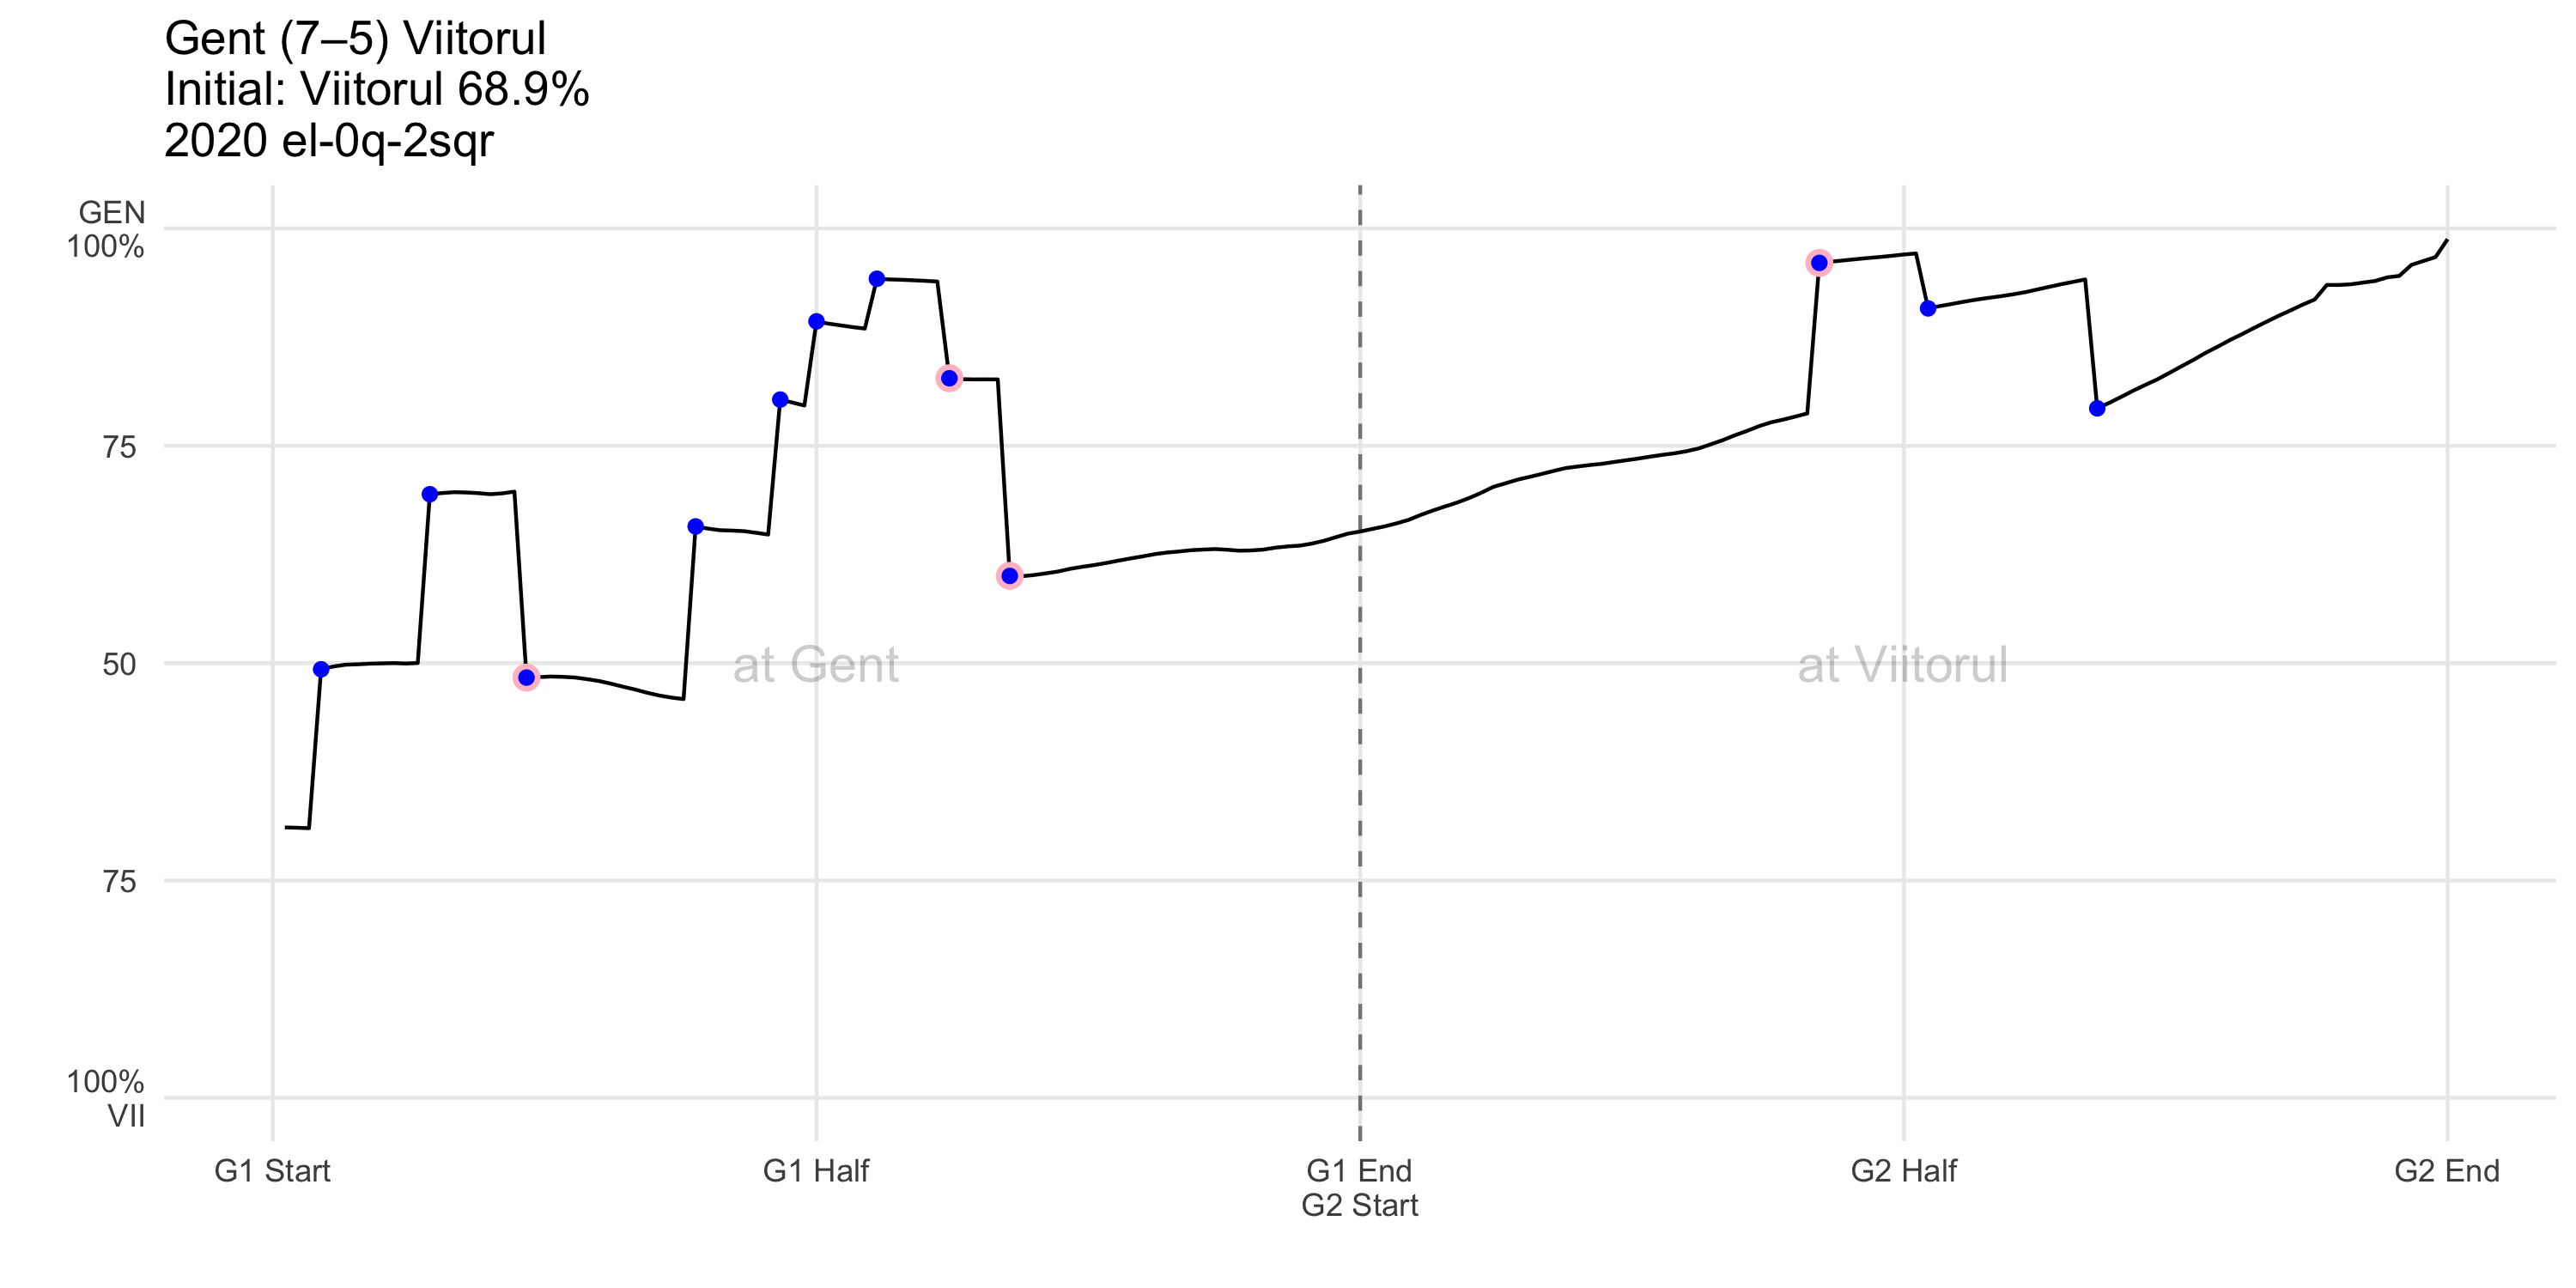 Gent (7–5) Viitorul
Initial: Viitorul 68.9%
2020 el-0q-2sqr
GEN
100%
75
50
at Gent
at Viitorul
75
100%
VII
G1 Start
G1 Half
G1 End
G2 Start
G2 Half
G2 End